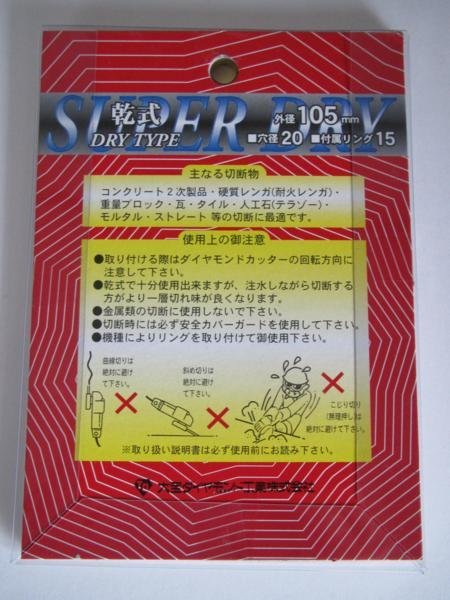 SUPER DRY
乾式
DRY TYPE
外径105mm
■穴径20 ■付属リング15
主なる切断物
コンクリート2次製品・硬質レンガ(耐火レンガ)・
重量ブロック・瓦・タイル・人工石(テラゾー)・
モルタル・ストレート 等の切断に最適です。
使用上の御注意
●取り付ける際はダイヤモンドカッターの回転方向に
注意して下さい。
●乾式で十分使用出来ますが、注水しながら切断する
方がより一層切れ味が良くなります。
●金属類の切断に使用しないで下さい。
●切断時には必ず安全カバーガードを使用して下さい。
●機種によりリングを取り付けて御使用下さい。
曲線切りは
絶対に避け
て下さい。
斜め切りは
絶対に避け
て下さい。
こじり切り
(無理押し)は
絶対に避けて下さい。
※取り扱い説明書は必ず使用前にお読み下さい。
ダイヤモンド工業株式会社